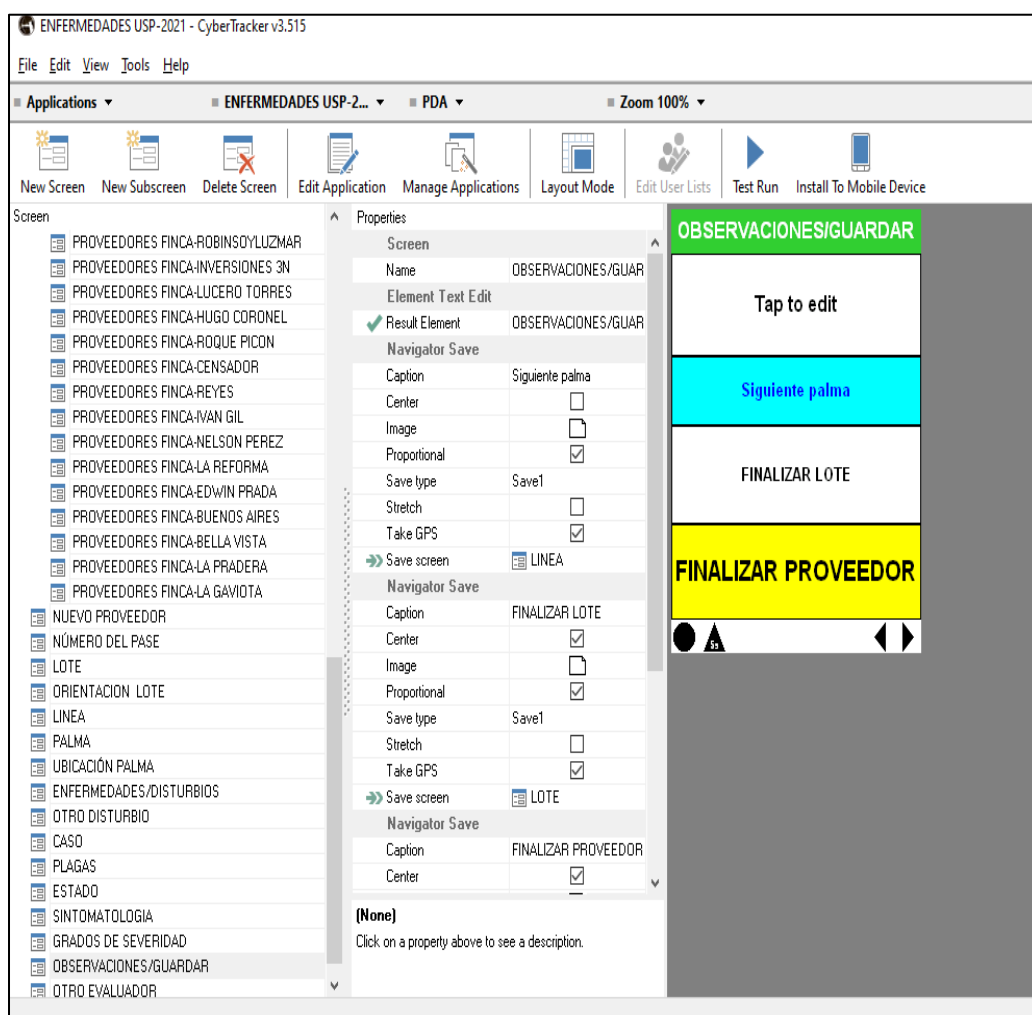 ENFERMEDADES USP-2021 - CyberTracker v3.515
File Edit View Tools Help
Applications ENFERMEDADES USP-2... PDA Zoom 100%
New Screen New Subscreen Delete Screen Edit Application Manage Applications Layout Mode Edit User Lists Test Run Install To Mobile Device
Screen
PROVEEDORES FINCA-ROBINSOYLUZMAR
PROVEEDORES FINCA-INVERSIONES 3N
PROVEEDORES FINCA-LUCERO TORRES
PROVEEDORES FINCA-HUGO CORONEL
PROVEEDORES FINCA-ROQUE PICON
PROVEEDORES FINCA-CENSADOR
PROVEEDORES FINCA-REYES
PROVEEDORES FINCA-IVAN GIL
PROVEEDORES FINCA-NELSON PEREZ
PROVEEDORES FINCA-LA REFORMA
PROVEEDORES FINCA-EDWIN PRADA
PROVEEDORES FINCA-BUENOS AIRES
PROVEEDORES FINCA-BELLA VISTA
PROVEEDORES FINCA-LA PRADERA
PROVEEDORES FINCA-LA GAVIOTA
NUEVO PROVEEDOR
NÚMERO DEL PASE
LOTE
ORIENTACION LOTE
LINEA
PALMA
UBICACIÓN PALMA
ENFERMEDADES/DISTURBIOS
OTRO DISTURBIO
CASO
PLAGAS
ESTADO
SINTOMATOLOGIA
GRADOS DE SEVERIDAD
OBSERVACIONES/GUARDAR
OTRO EVALUADOR
Properties
Screen
Name OBSERVACIONES/GUAR
Element Text Edit
Result Element OBSERVACIONES/GUAR
Navigator Save
Caption Siguiente palma
Center
Image
Proportional
Save type Save1
Stretch
Take GPS
Save screen LINEA
Navigator Save
Caption FINALIZAR LOTE
Center
Image
Proportional
Save type Save1
Stretch
Take GPS
Save screen LOTE
Navigator Save
Caption FINALIZAR PROVEEDOR
Center
(None)
Click on a property above to see a description.
OBSERVACIONES/GUARDAR
Tap to edit
Siguiente palma
FINALIZAR LOTE
FINALIZAR PROVEEDOR